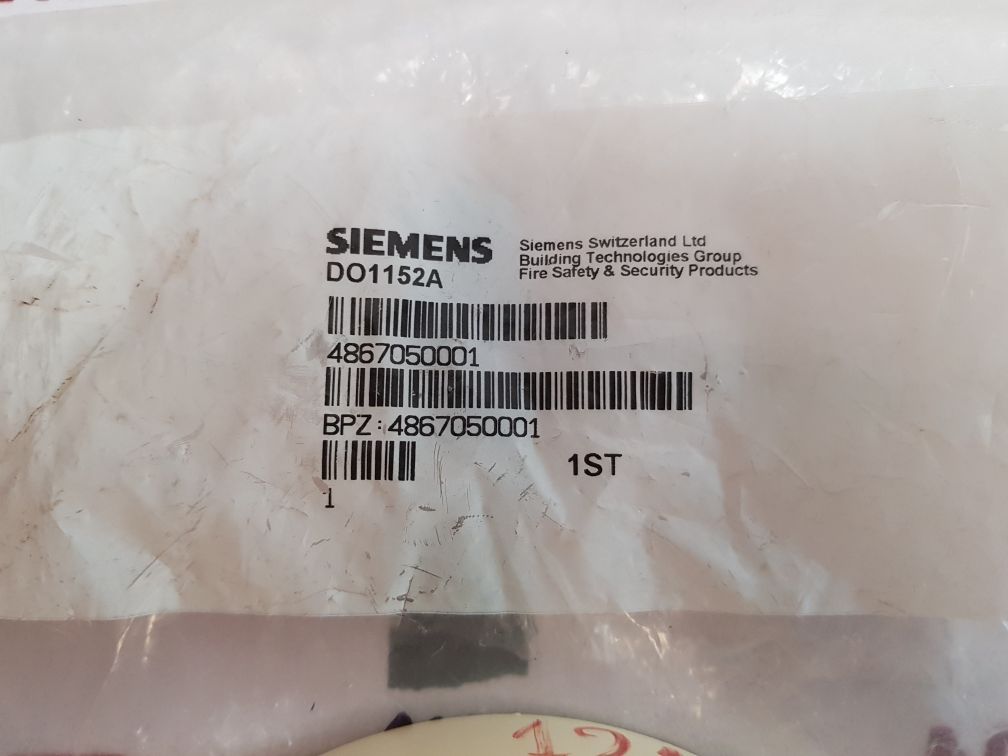 SIEMENS
Siemens Switzerland Ltd
Building Technologies Group
Fire Safety & Security Products
DO1152A
4867050001
BPZ:4867050001
1ST
1